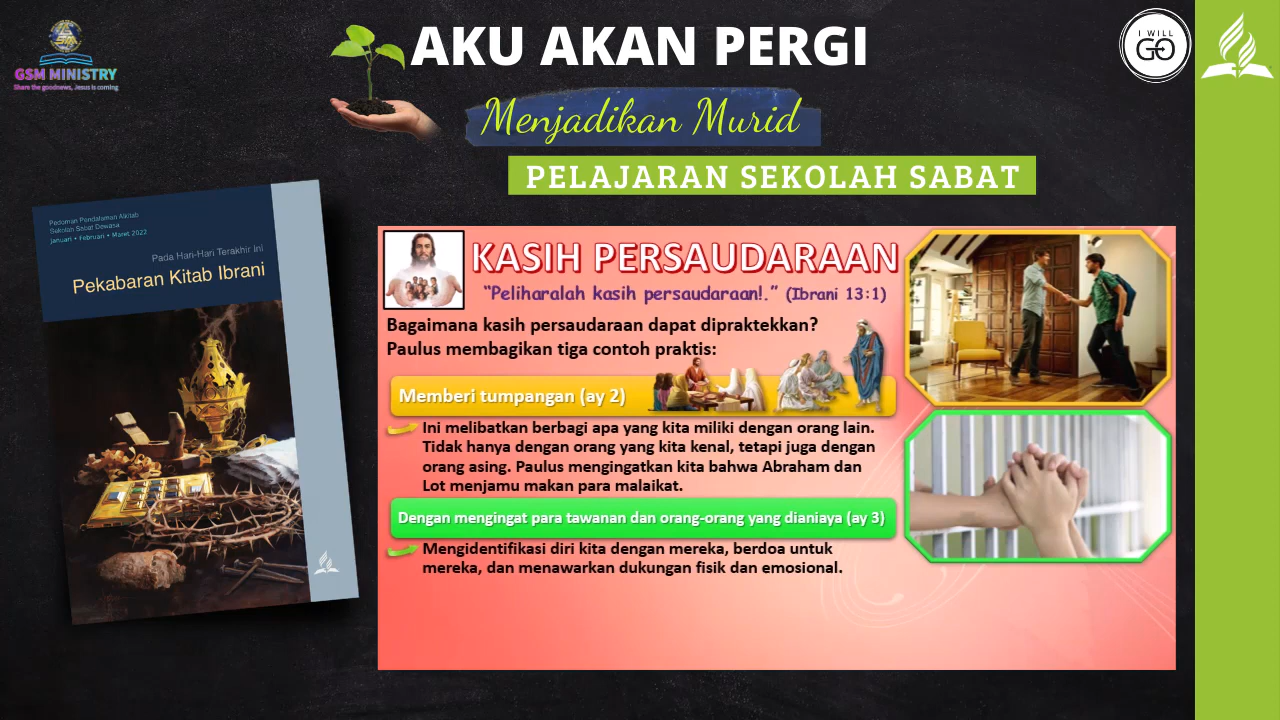 GSM MINISTRY
Share the goodnews, Jesus is coming
AKU AKAN PERGI
Menjadikan Murid
PELAJARAN SEKOLAH SABAT
I WILL
GO
Pedoman Pendalaman Alkitab
Sekolah Sabat Dewasa
Januari • Februari • Maret 2022
Pada Hari-Hari Terakhir Ini
Pekabaran Kitab Ibrani
KASIH PERSAUDARAAN
“Peliharalah kasih persaudaraan!.” (Ibrani 13:1)
Bagaimana kasih persaudaraan dapat dipraktekkan?
Paulus membagikan tiga contoh praktis:
Memberi tumpangan (ay 2)
Ini melibatkan berbagi apa yang kita miliki dengan orang lain.
Tidak hanya dengan orang yang kita kenal, tetapi juga dengan
orang asing. Paulus mengingatkan kita bahwa Abraham dan
Lot menjamu makan para malaikat.
Dengan mengingat para tawanan dan orang-orang yang dianiaya (ay 3)
Mengidentifikasi diri kita dengan mereka, berdoa untuk
mereka, dan menawarkan dukungan fisik dan emosional.